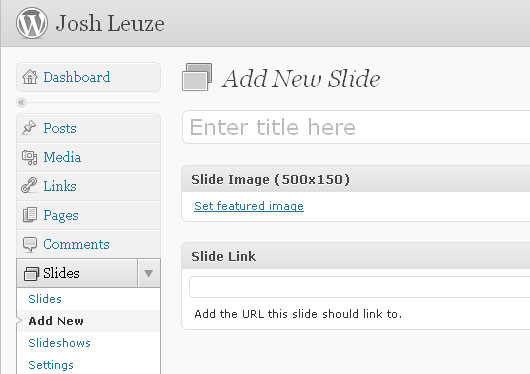 Josh Leuze
Dashboard
Posts
Media
Links
Pages
Comments
Slides
Slides
Add New
Slideshows
Settings
Add New Slide
Enter title here
Slide Image (500x150)
Set featured image
Slide Link
Add the URL this slide should link to.